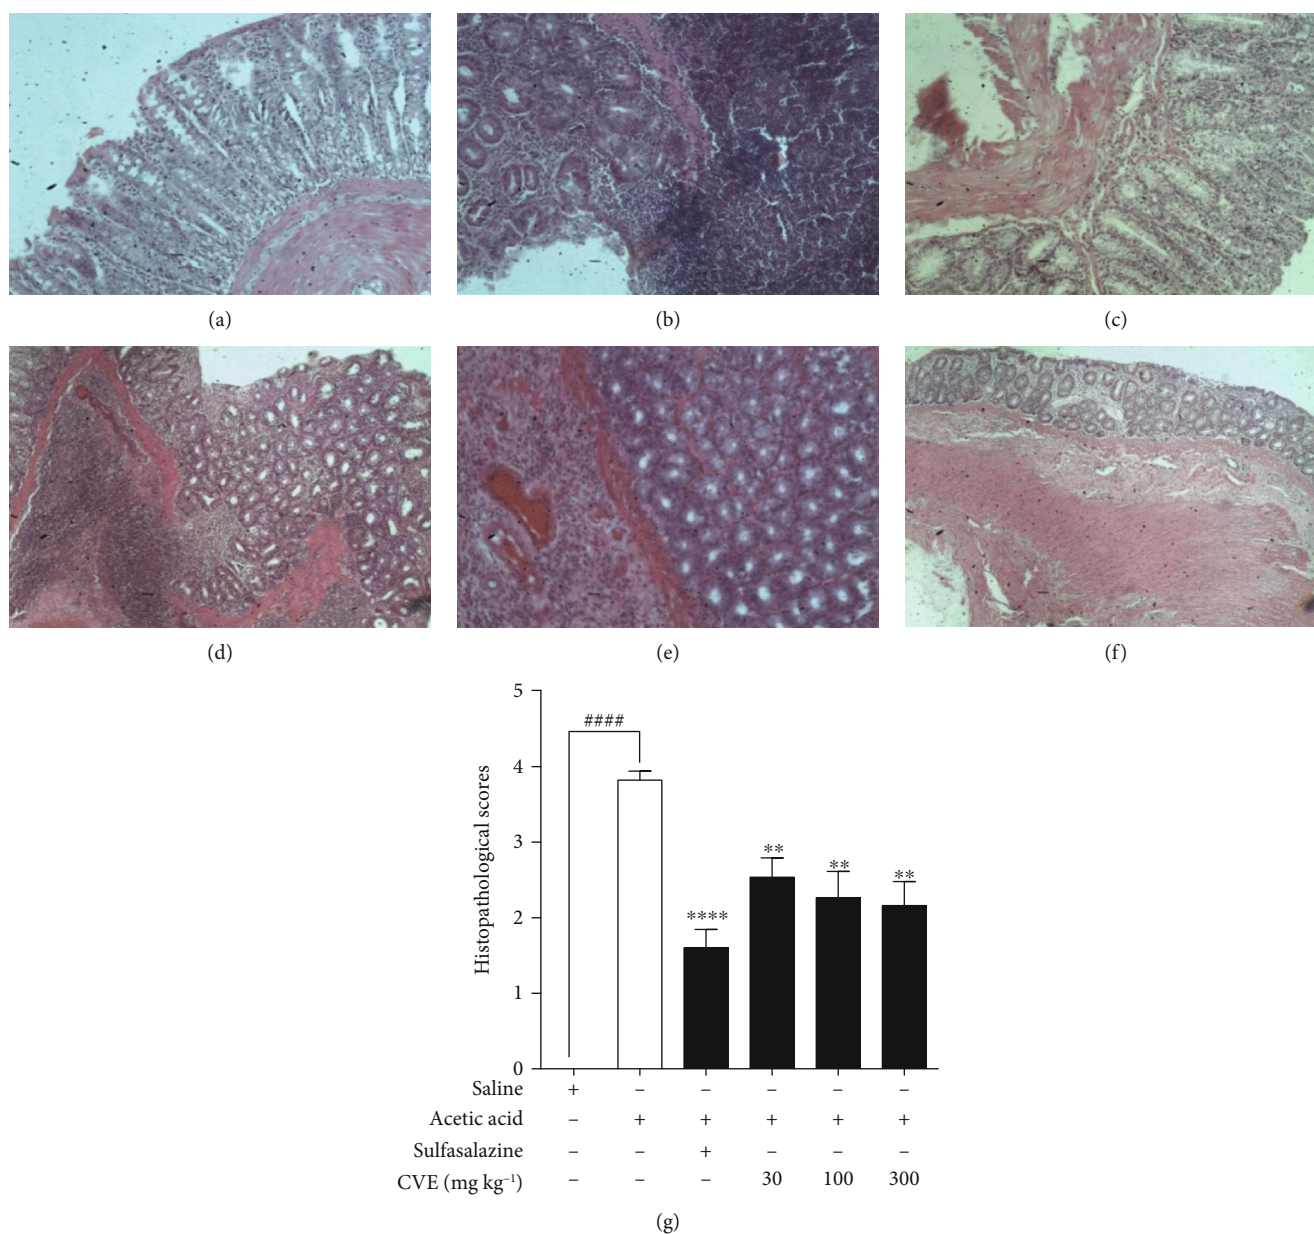 (a) (b) (c)
(d) (e) (f)
5
####
4
3
2
1
0
Histopathological scores
**** ** ** **
Saline + – – – – –
Acetic acid – + + + + +
Sulfasalazine – – + – – –
CVE (mg kg⁻¹) – – – 30 100 300
(g)